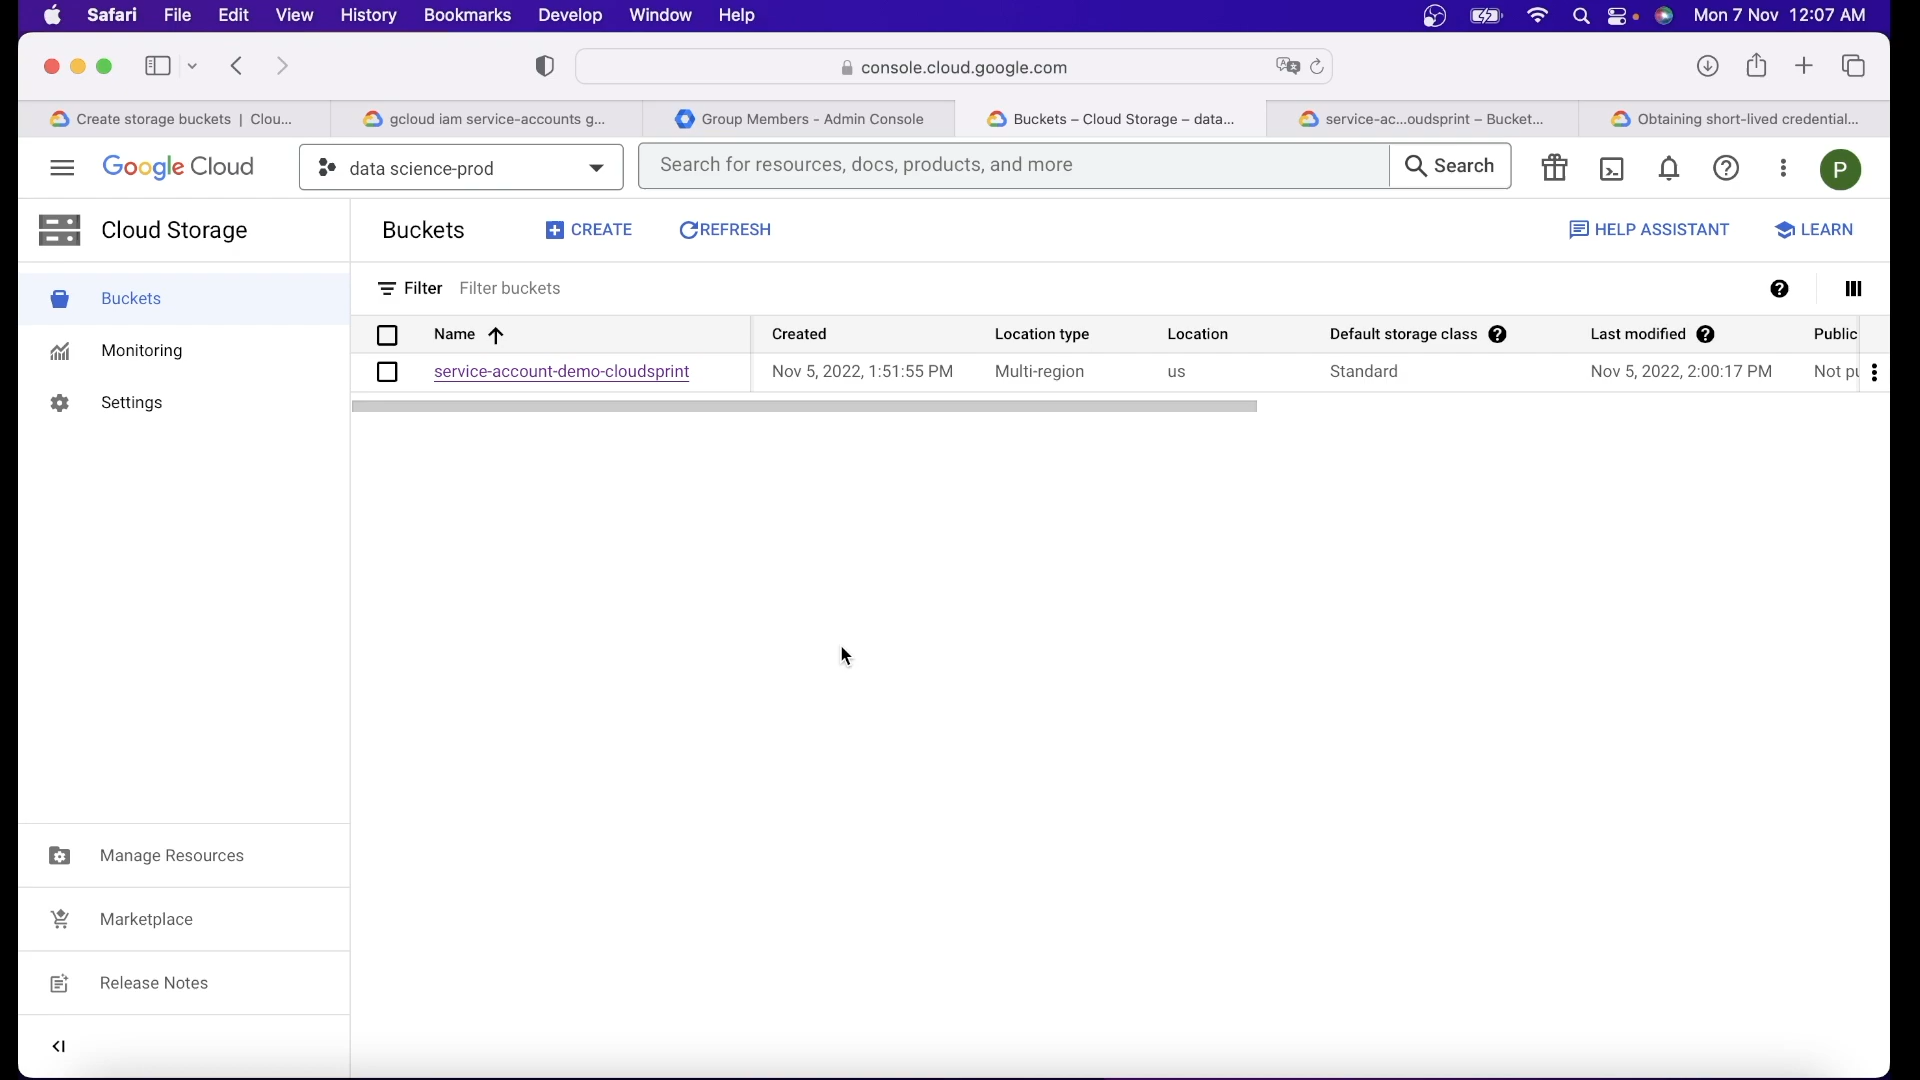 Safari File Edit View History Bookmarks Develop Window Help Mon 7 Nov 12:07 AM
console.cloud.google.com
Create storage buckets | Clou... gcloud iam service-accounts g... Group Members - Admin Console Buckets – Cloud Storage – data... service-ac...oudsprint – Bucket... Obtaining short-lived credential...
Google Cloud data science-prod Search for resources, docs, products, and more Search P
Cloud Storage Buckets CREATE REFRESH HELP ASSISTANT LEARN
Buckets
Filter Filter buckets
Name Created Location type Location Default storage class Last modified Public
service-account-demo-cloudsprint Nov 5, 2022, 1:51:55 PM Multi-region us Standard Nov 5, 2022, 2:00:17 PM Not pu
Monitoring
Settings
Manage Resources
Marketplace
Release Notes